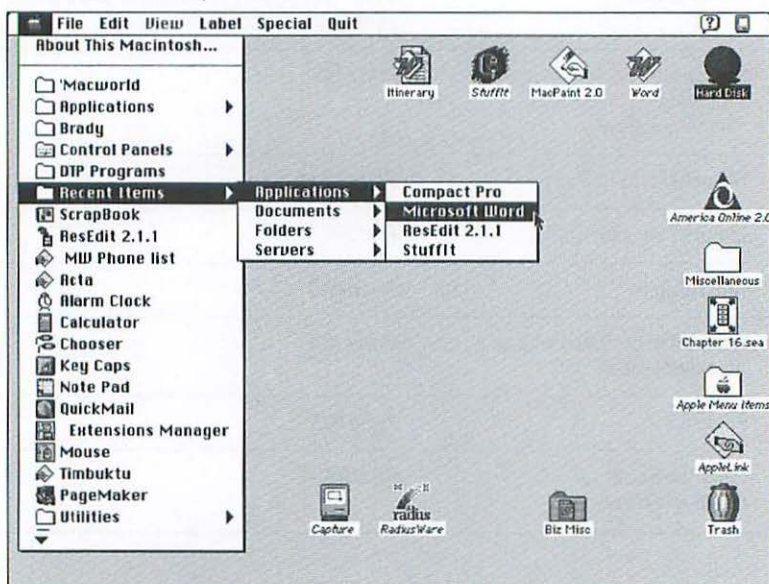 File Edit View Label Special Quit
About This Macintosh...
'Macworld
Applications
Brady
Control Panels
DTP Programs
Recent Items
ScrapBook
ResEdit 2.1.1
MW Phone list
Acta
Alarm Clock
Calculator
Chooser
Key Caps
Note Pad
QuickMail
Extensions Manager
Mouse
Timbuktu
PageMaker
Utilities
Applications
Documents
Folders
Servers
Compact Pro
Microsoft Word
ResEdit 2.1.1
StuffIt
Itinerary
StuffIt
MacPaint 2.0
Word
Hard Disk
America Online 2.0
Miscellaneous
Chapter 16.sea
Apple Menu Items
AppleLink
Capture
radius
RadiusWare
Biz Misc
Trash